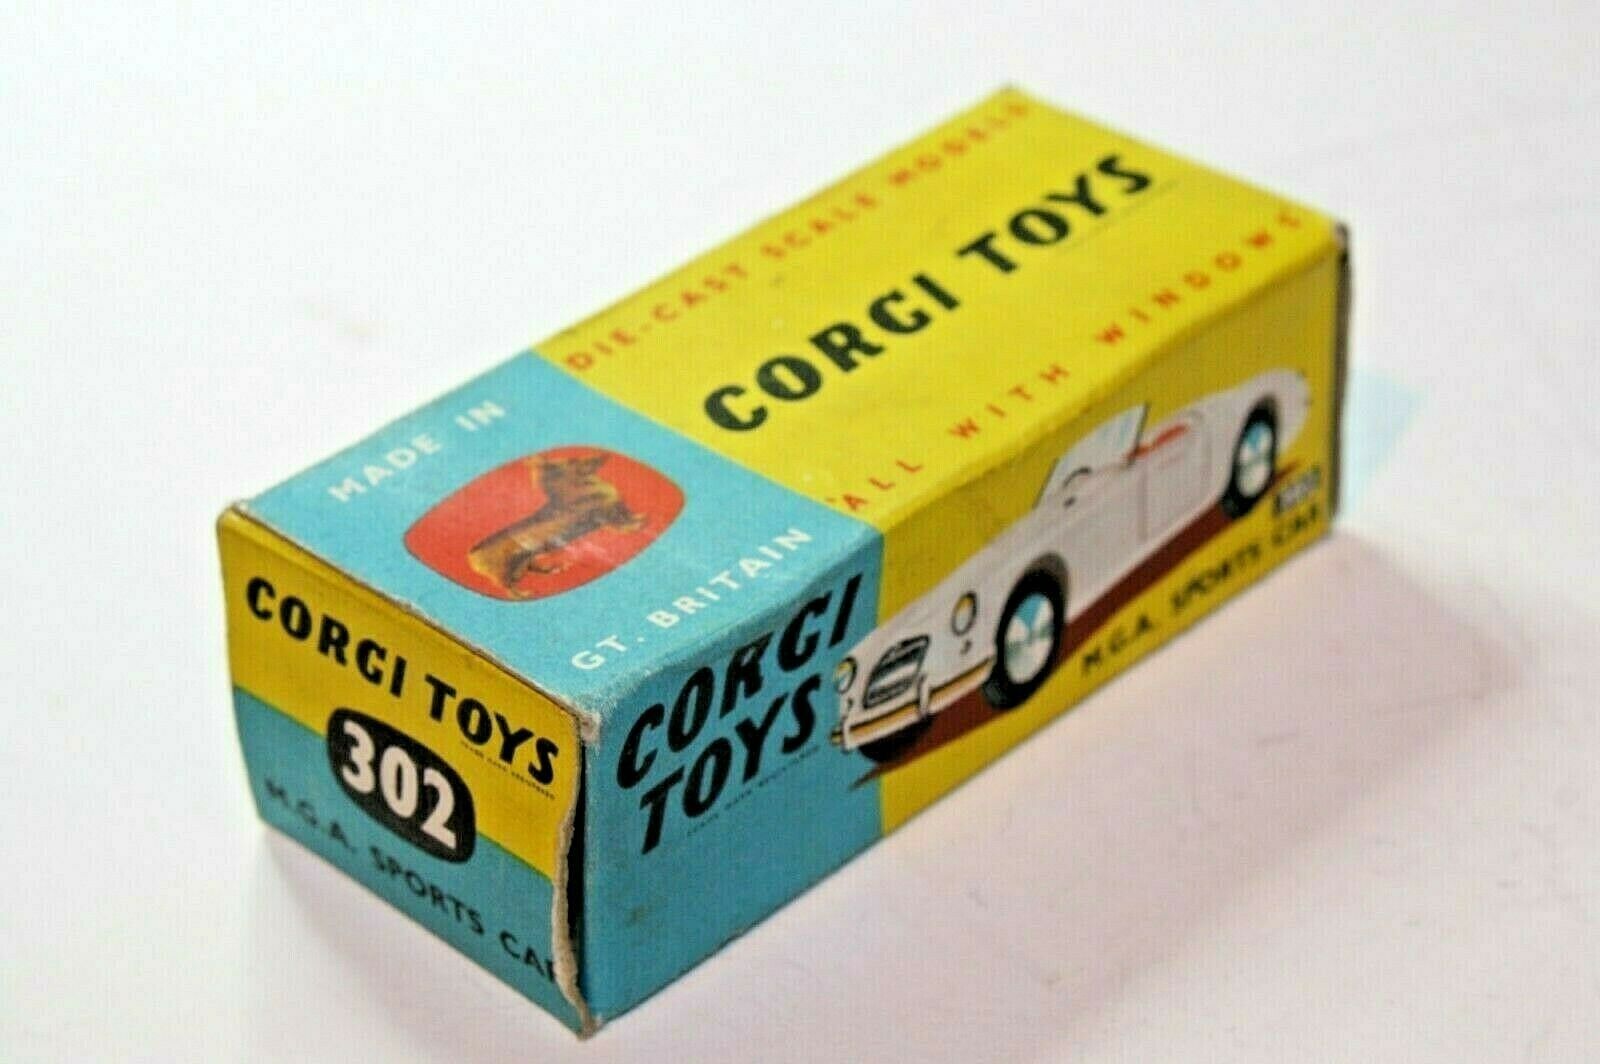 DIE-CAST SCALE MODELS
CORGI TOYS
ALL WITH WINDOWS
MADE IN
GT. BRITAIN
CORGI
TOYS
M.G.A. SPORTS CAR
CORGI TOYS
302
M.G.A. SPORTS CAR